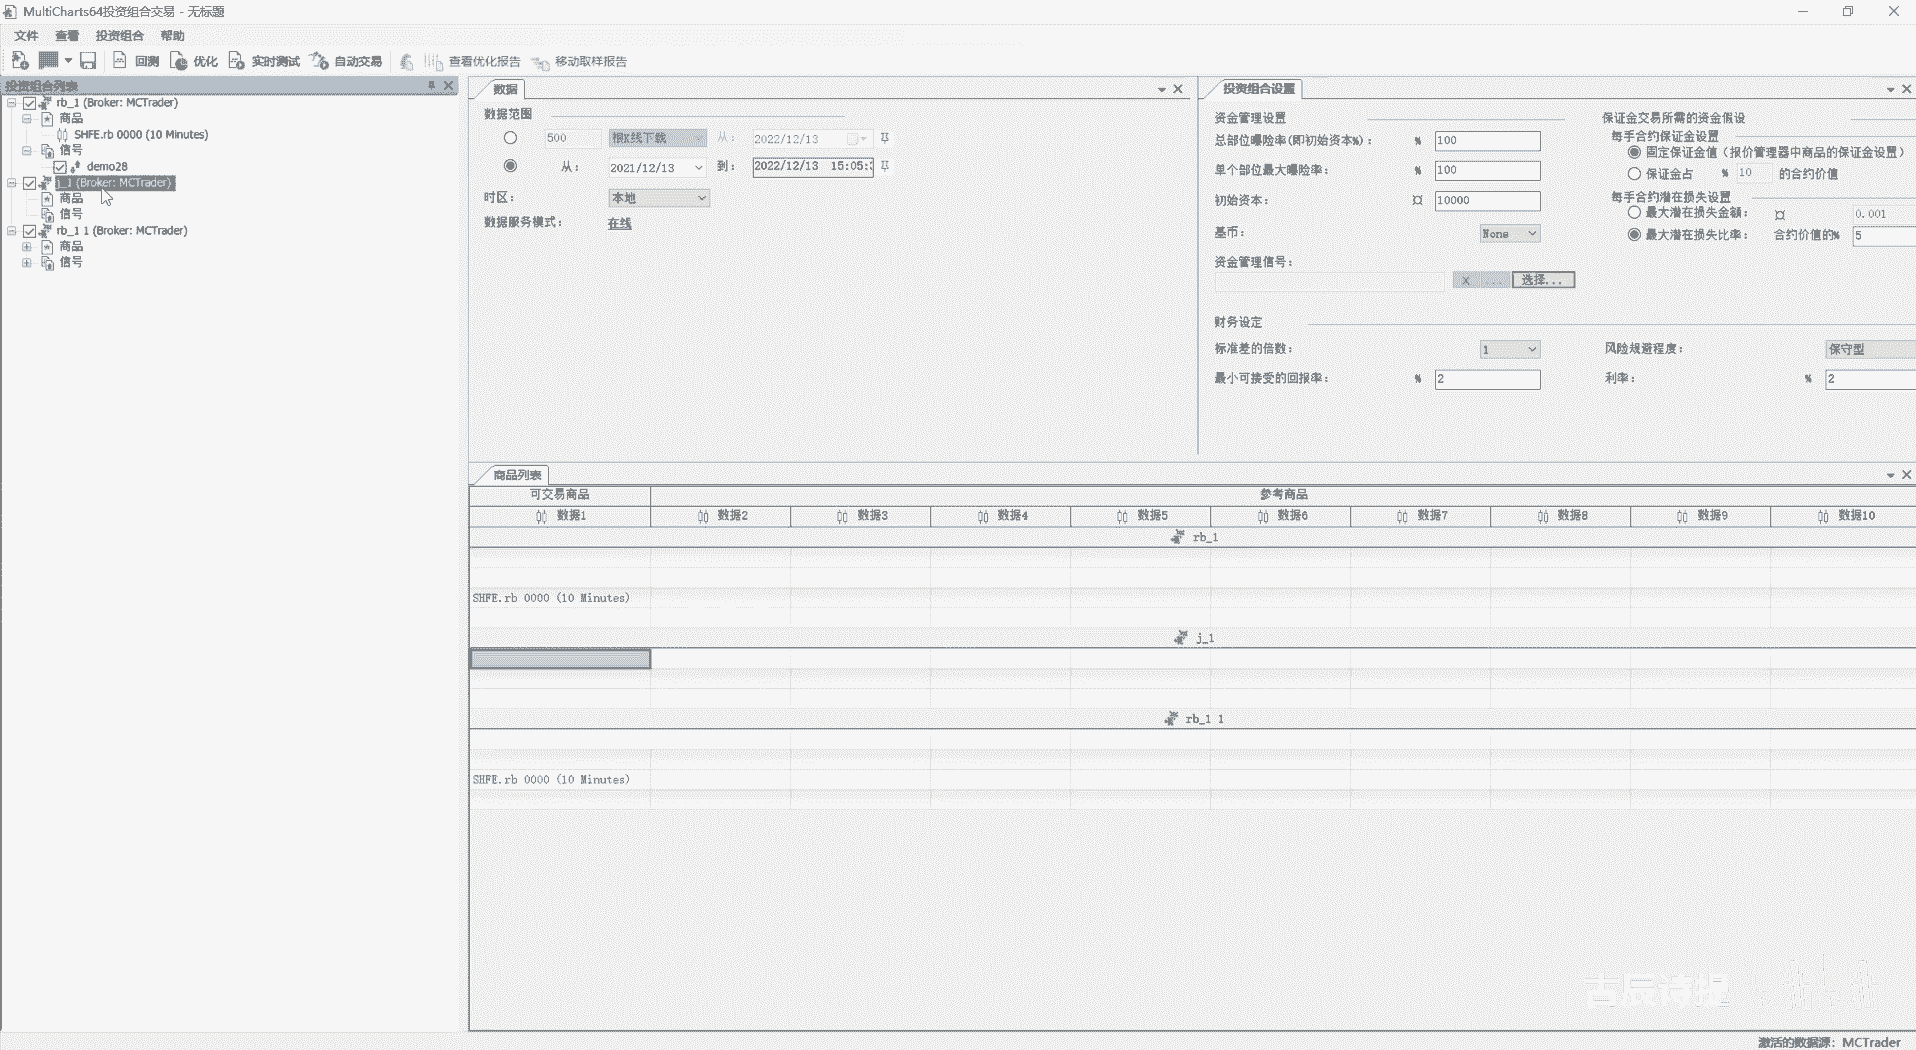 MultiCharts64投资组合交易 - 无标题
文件 查看 投资组合 帮助
回测 优化 实时测试 自动交易 查看优化报告 移动取样报告
投资组合列表
rb_1 (Broker: MCTrader)
商品
SHFE.rb 0000 (10 Minutes)
信号
demo28
j_1 (Broker: MCTrader)
商品
信号
rb_1 1 (Broker: MCTrader)
商品
信号
数据
数据范围
500 根K线下载 从: 2022/12/13
从: 2021/12/13 到: 2022/12/13 15:05:
时区: 本地
数据服务模式: 在线
投资组合设置
资金管理设置
总部位曝险率(即初始资本%): % 100
单个部位最大曝险率: % 100
初始资本: ¤ 10000
基币: None
资金管理信号:
x ... 选择...
保证金交易所需的资金假设
每手合约保证金设置
固定保证金值（报价管理器中商品的保证金设置）
保证金占 % 10 的合约价值
每手合约潜在损失设置
最大潜在损失金额: ¤ 0.001
最大潜在损失比率: 合约价值的% 5
财务设定
标准差的倍数: 1 风险规避程度: 保守型
最小可接受的回报率: % 2 利率: % 2
商品列表
可交易商品 参考商品
数据1 数据2 数据3 数据4 数据5 数据6 数据7 数据8 数据9 数据10
rb_1
SHFE.rb 0000 (10 Minutes)
j_1
rb_1 1
SHFE.rb 0000 (10 Minutes)
激活的数据源: MCTrader